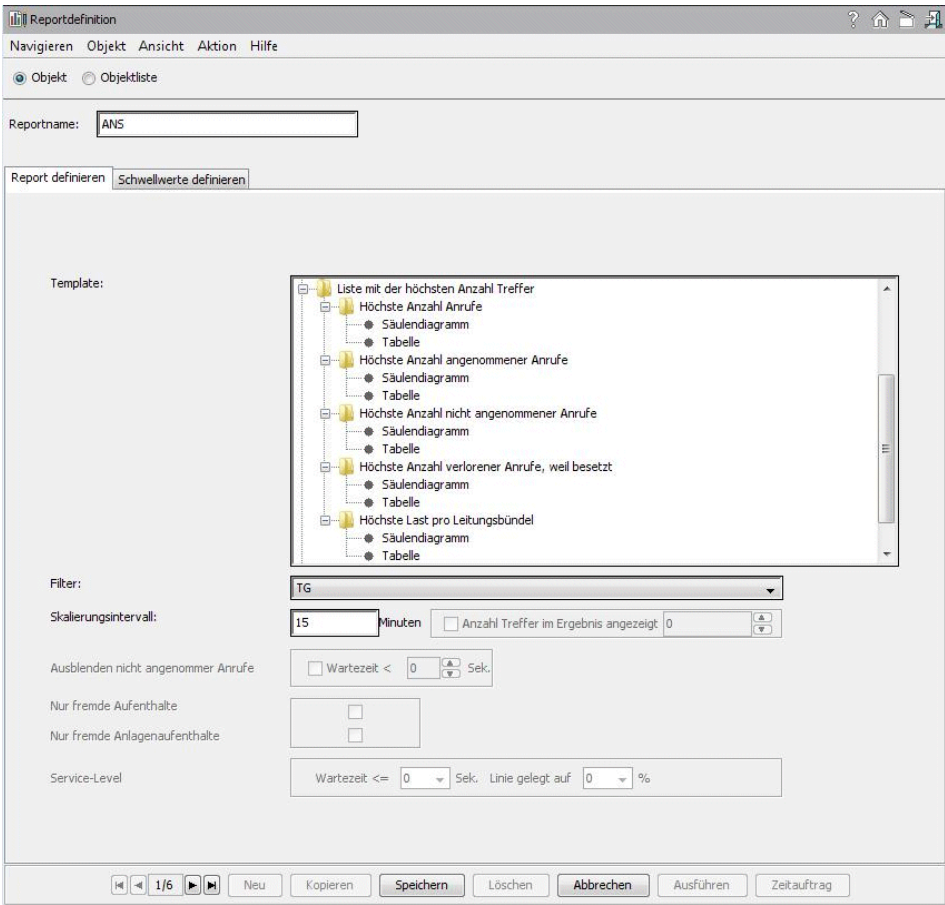 Reportdefinition
?
Navigieren Objekt Ansicht Aktion Hilfe
Objekt Objektliste
Reportname: ANS
Report definieren Schwellwerte definieren
Template:
Liste mit der höchsten Anzahl Treffer
Höchste Anzahl Anrufe
Säulendiagramm
Tabelle
Höchste Anzahl angenommener Anrufe
Säulendiagramm
Tabelle
Höchste Anzahl nicht angenommener Anrufe
Säulendiagramm
Tabelle
Höchste Anzahl verlorener Anrufe, weil besetzt
Säulendiagramm
Tabelle
Höchste Last pro Leitungsbündel
Säulendiagramm
Tabelle
Filter: TG
Skalierungsintervall: 15 Minuten Anzahl Treffer im Ergebnis angezeigt 0
Ausblenden nicht angenommer Anrufe Wartezeit < 0 Sek.
Nur fremde Aufenthalte
Nur fremde Anlagenaufenthalte
Service-Level Wartezeit <= 0 Sek. Linie gelegt auf 0 %
1/6 Neu Kopieren Speichern Löschen Abbrechen Ausführen Zeitauftrag